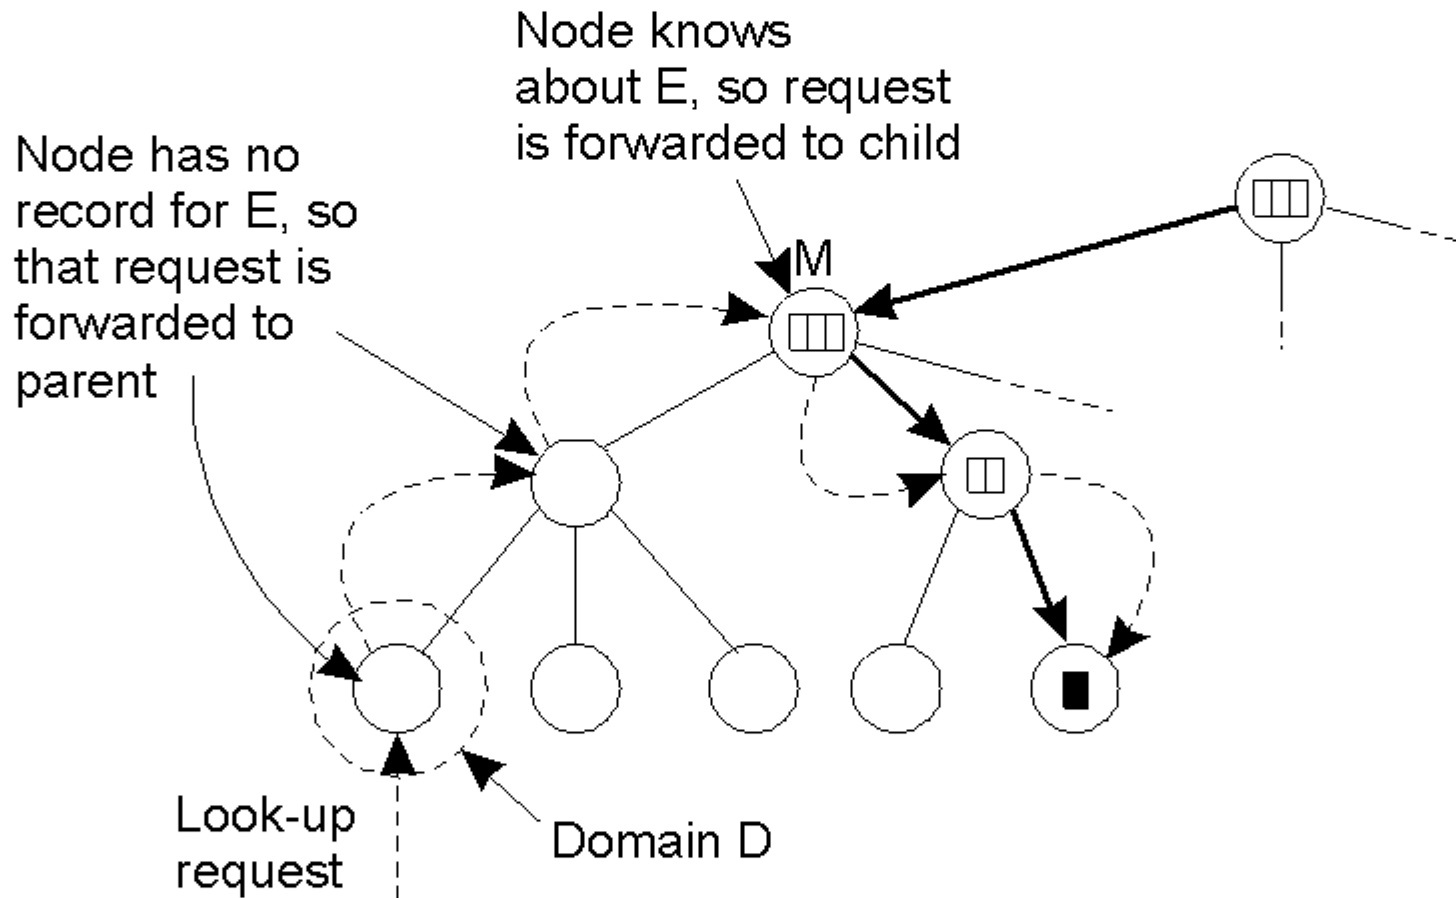 Node knows
about E, so request
is forwarded to child
Node has no
record for E, so
that request is
forwarded to
parent
M
Look-up
request
Domain D